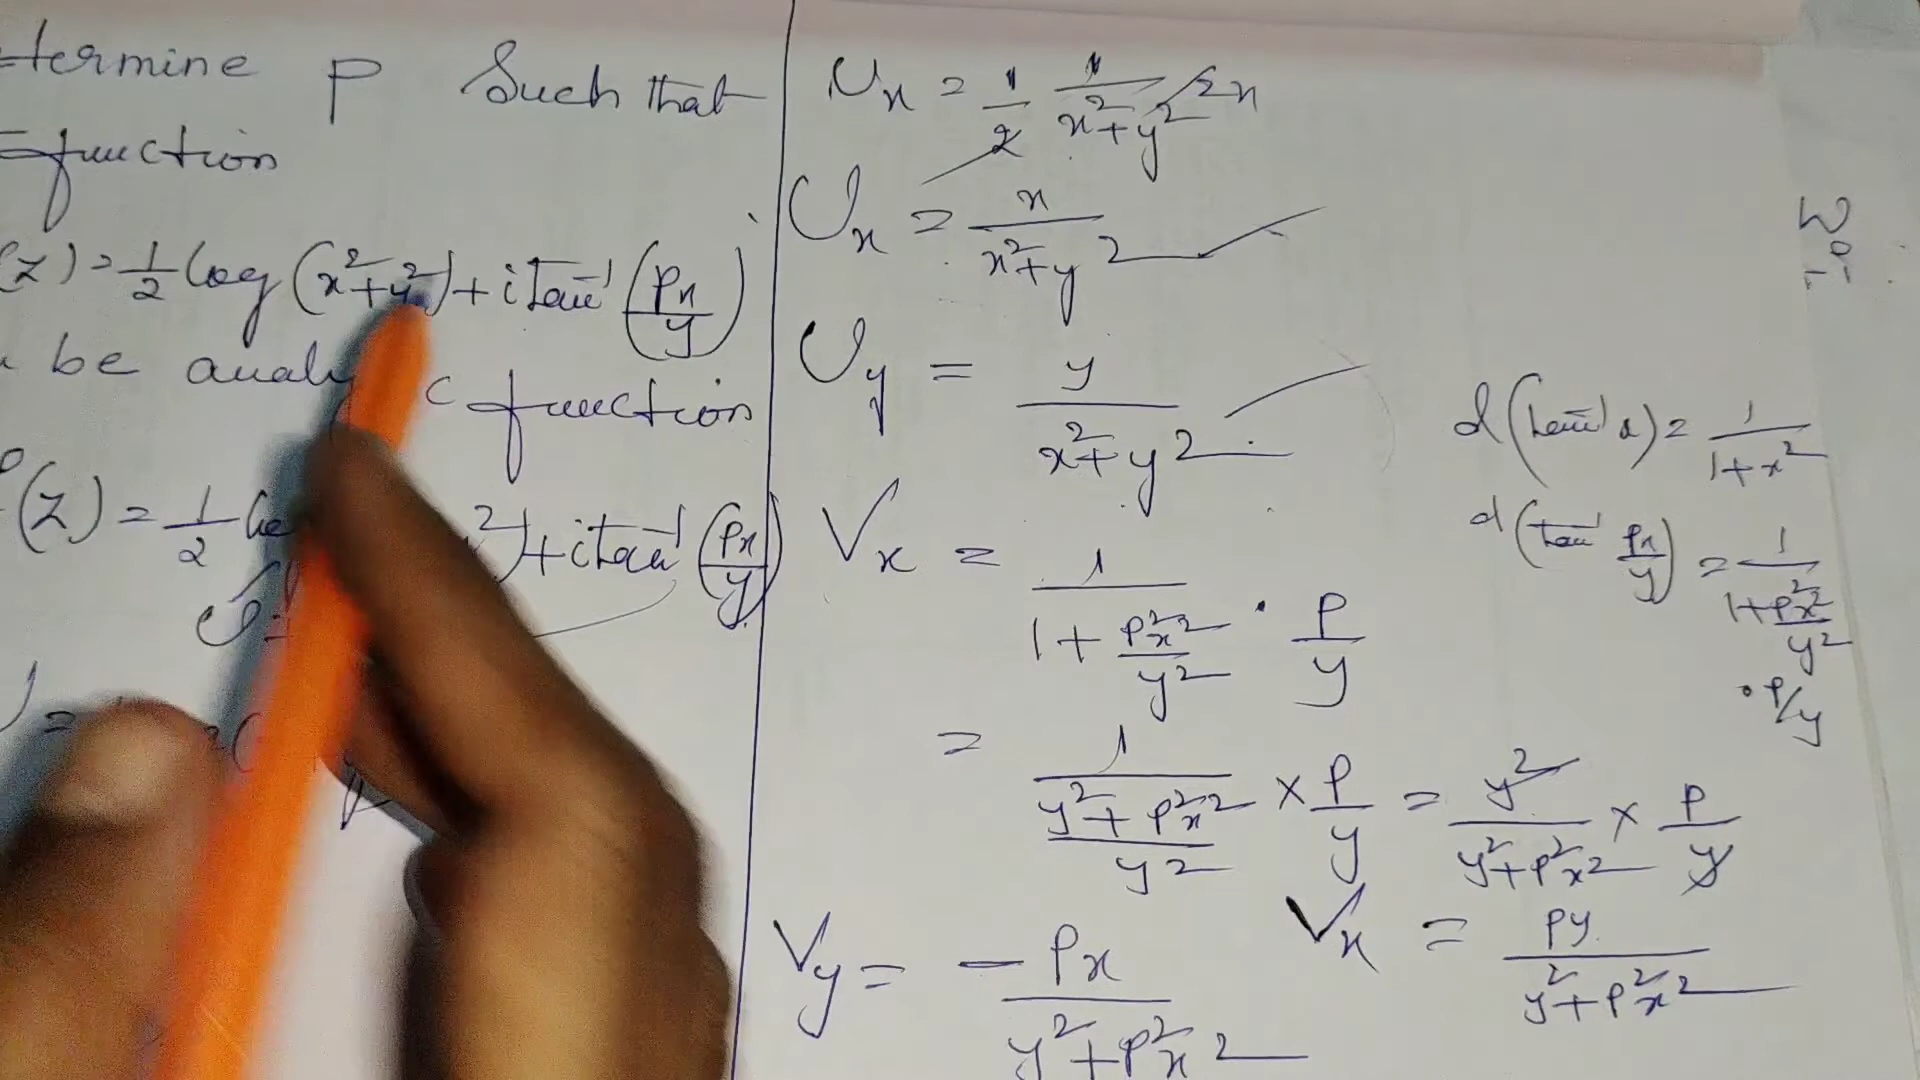 termine P Such that
function
(z) = 1/2 log (x²+y²) + i tan⁻¹ (Px/y)
be analy c function
(z) = 1/2 lo ²) + i tan⁻¹ (Px/y)
Ux = 1/2 1/(x²+y²) 2x
Ux = x/(x²+y²)
Uy = y/(x²+y²)
Vx = 1/(1+P²x²/y²) · P/y
= 1/((y²+P²x²)/y²) × P/y = y²/(y²+P²x²) × P/y
Vx = Py/(y²+P²x²)
Vy = -Px/(y²+P²x²)
d(tan⁻¹ x) = 1/(1+x²)
d(tan⁻¹ Px/y) = 1/(1+P²x²/y²)
· P/y